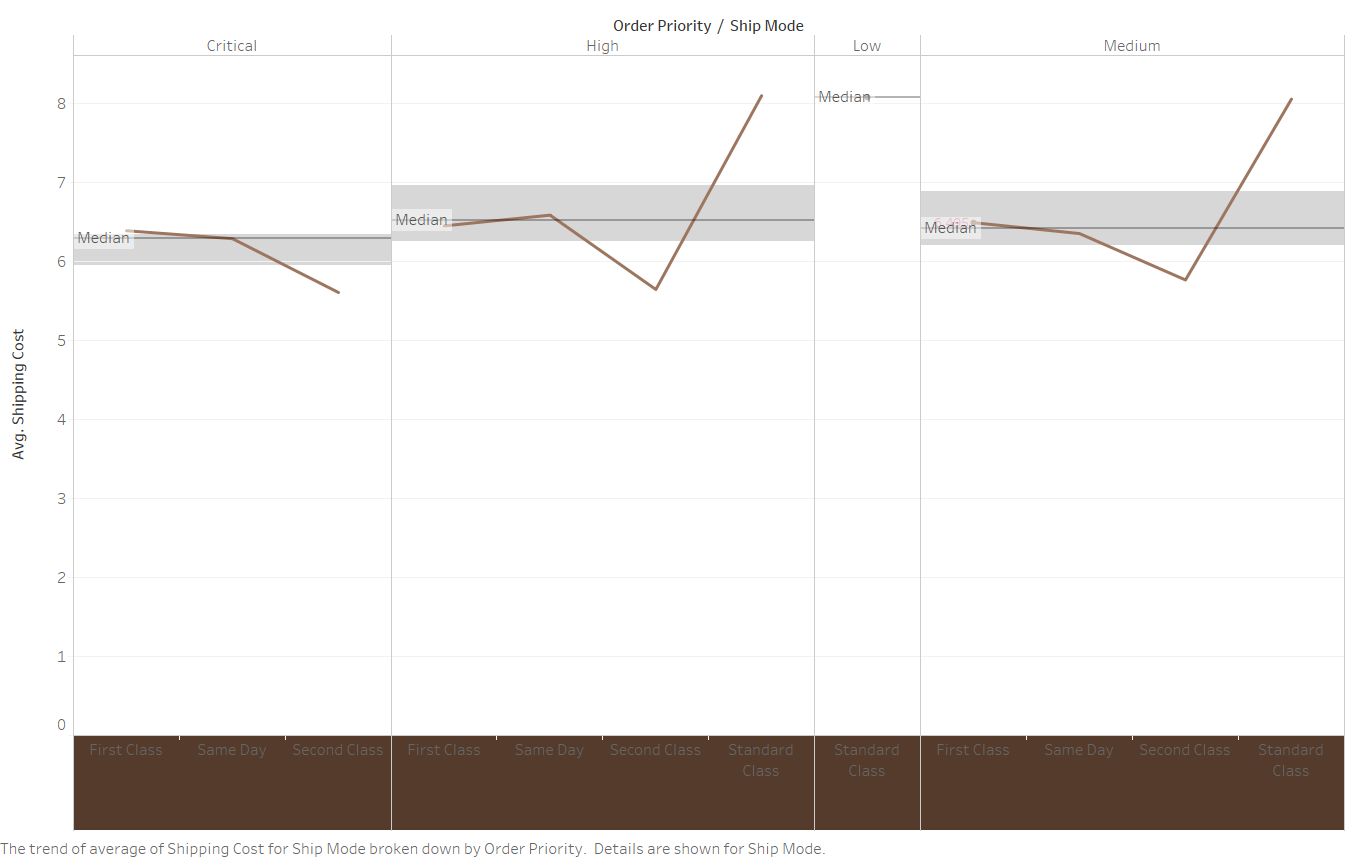 Order Priority / Ship Mode
Critical High Low Medium
8
7
6
5
4
3
2
1
0
Avg. Shipping Cost
Median
Median
Median
6.495
Median
First Class Same Day Second Class First Class Same Day Second Class Standard Class Standard Class First Class Same Day Second Class Standard Class
The trend of average of Shipping Cost for Ship Mode broken down by Order Priority. Details are shown for Ship Mode.